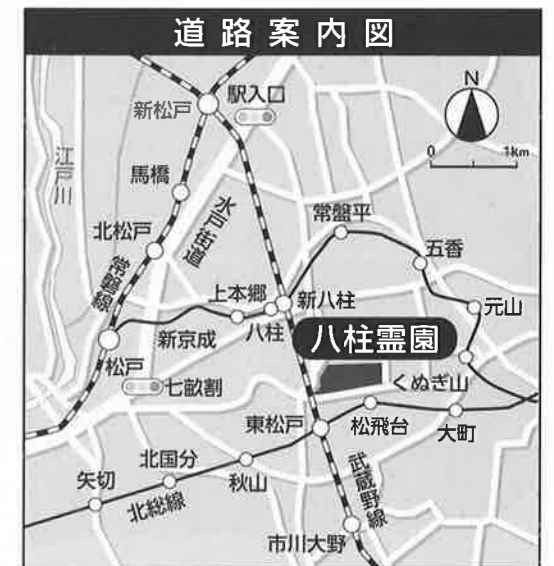 道路案内図
駅入口
新松戸
N
0 1km
江戸川
馬橋
水戸街道
常盤平
北松戸
五香
常磐線
上本郷
新八柱
元山
新京成
八柱
八柱霊園
松戸
七畝割
くぬぎ山
東松戸
松飛台
大町
北国分
矢切
秋山
北総線
武蔵野線
市川大野